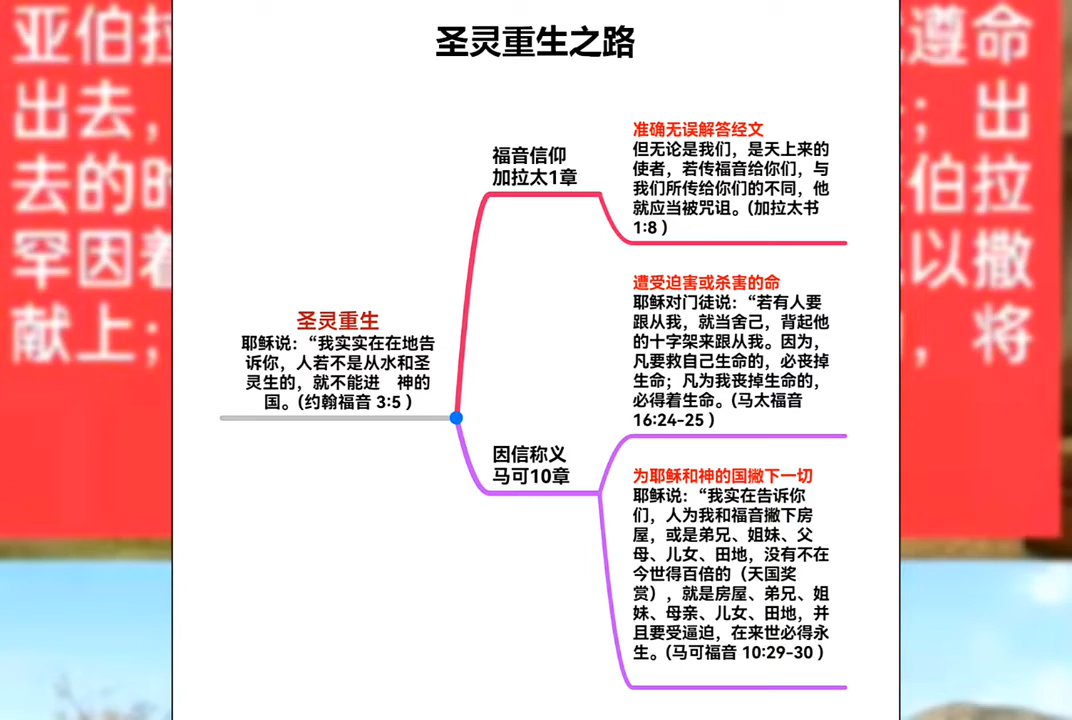 圣灵重生之路
亚伯拉
出去，
去的时
罕因着
献上；
遵命
；出
伯拉
以撒
，将
福音信仰
加拉太1章
准确无误解答经文
但无论是我们，是天上来的
使者，若传福音给你们，与
我们所传给你们的不同，他
就应当被咒诅。(加拉太书
1:8 )
圣灵重生
耶稣说：“我实实在在地告
诉你，人若不是从水和圣
灵生的，就不能进　神的
国。(约翰福音 3:5 )
因信称义
马可10章
遭受迫害或杀害的命
耶稣对门徒说：“若有人要
跟从我，就当舍己，背起他
的十字架来跟从我。因为，
凡要救自己生命的，必丧掉
生命；凡为我丧掉生命的，
必得着生命。(马太福音
16:24-25 )
为耶稣和神的国撇下一切
耶稣说：“我实在告诉你
们，人为我和福音撇下房
屋，或是弟兄、姐妹、父
母、儿女、田地，没有不在
今世得百倍的（天国奖
赏），就是房屋、弟兄、姐
妹、母亲、儿女、田地，并
且要受逼迫，在来世必得永
生。(马可福音 10:29-30 )